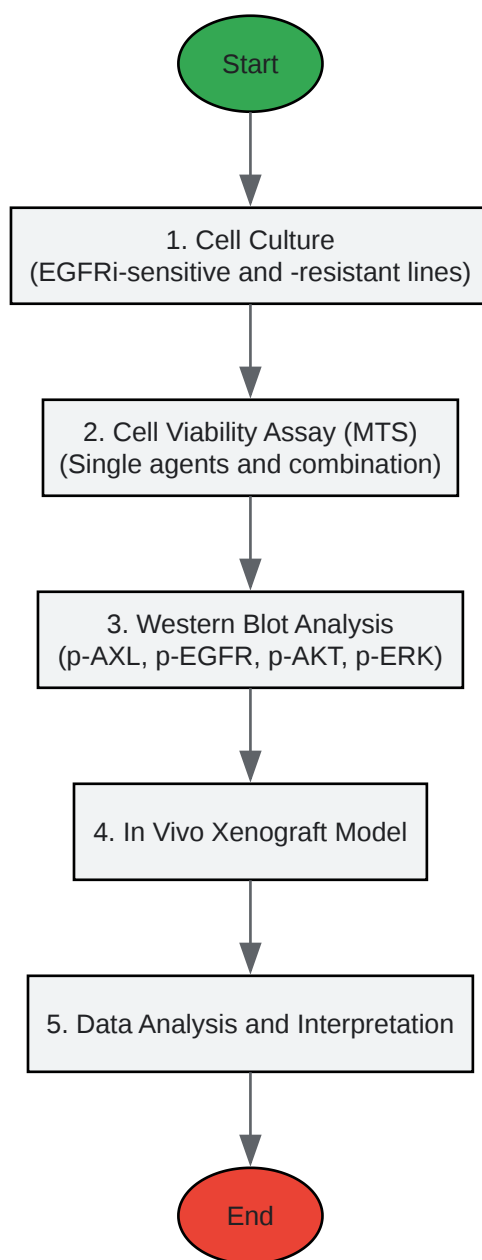 Start
1. Cell Culture
(EGFRi-sensitive and -resistant lines)
2. Cell Viability Assay (MTS)
(Single agents and combination)
3. Western Blot Analysis
(p-AXL, p-EGFR, p-AKT, p-ERK)
4. In Vivo Xenograft Model
5. Data Analysis and Interpretation
End